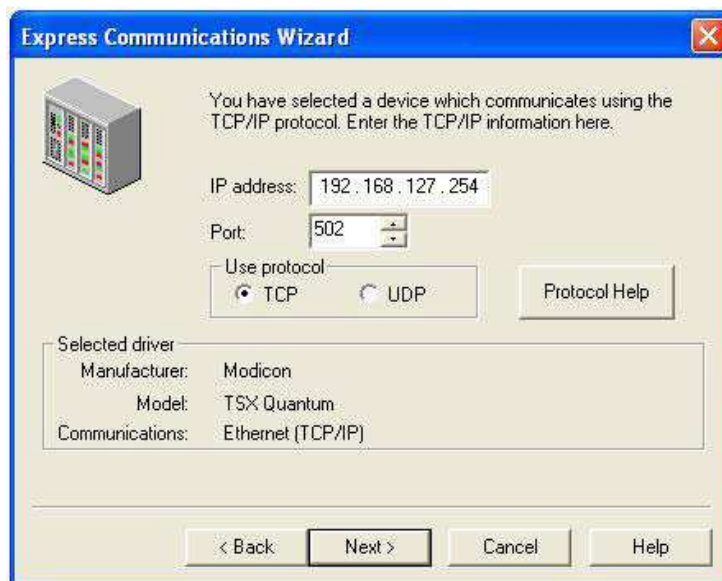 Express Communications Wizard
You have selected a device which communicates using the
TCP/IP protocol. Enter the TCP/IP information here.
IP address: 192 . 168 . 127 . 254
Port: 502
Use protocol
TCP UDP
Protocol Help
Selected driver
Manufacturer: Modicon
Model: TSX Quantum
Communications: Ethernet (TCP/IP)
< Back Next > Cancel Help